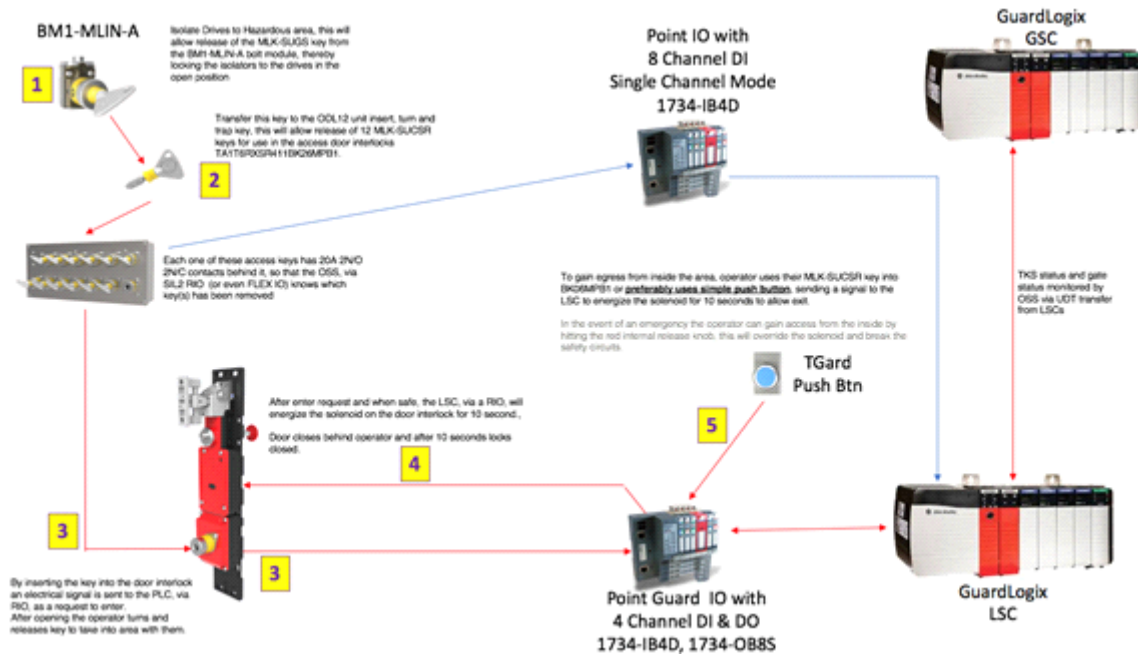 BM1-MLIN-A
Isolate Drives to Hazardous area, this will
allow release of the MLK-SUGS key from
the BM1-MLIN-A bolt module, thereby
locking the isolators to the drives in the
open position
1
Transfer this key to the ODL12 unit insert, turn and
trap key, this will allow release of 12 MLK-SUCSR
keys for use in the access door interlocks
TA1T6RXSR411BK26MPB1.
2
Point IO with
8 Channel DI
Single Channel Mode
1734-IB4D
GuardLogix
GSC
Each one of these access keys has 20A 2N/O
2N/C contacts behind it, so that the OSS, via
SIL2 RIO (or even FLEX IO) knows which
key(s) has been removed
To gain egress from inside the area, operator uses their MLK-SUCSR key into
BK06MPB1 or preferably uses simple push button, sending a signal to the
LSC to energize the solenoid for 10 seconds to allow exit.
In the event of an emergency the operator can gain access from the inside by
hitting the red internal release knob, this will override the solenoid and break the
safety circuits.
TKS status and gate
status monitored by
OSS via UDT transfer
from LSCs
TGard
Push Btn
After enter request and when safe, the LSC, via a RIO, will
energize the solenoid on the door interlock for 10 second.,
Door closes behind operator and after 10 seconds locks
closed.
4
5
3
3
By inserting the key into the door interlock
an electrical signal is sent to the PLC, via
RIO, as a request to enter.
After opening the operator turns and
releases key to take into area with them.
Point Guard IO with
4 Channel DI & DO
1734-IB4D, 1734-OB8S
GuardLogix
LSC